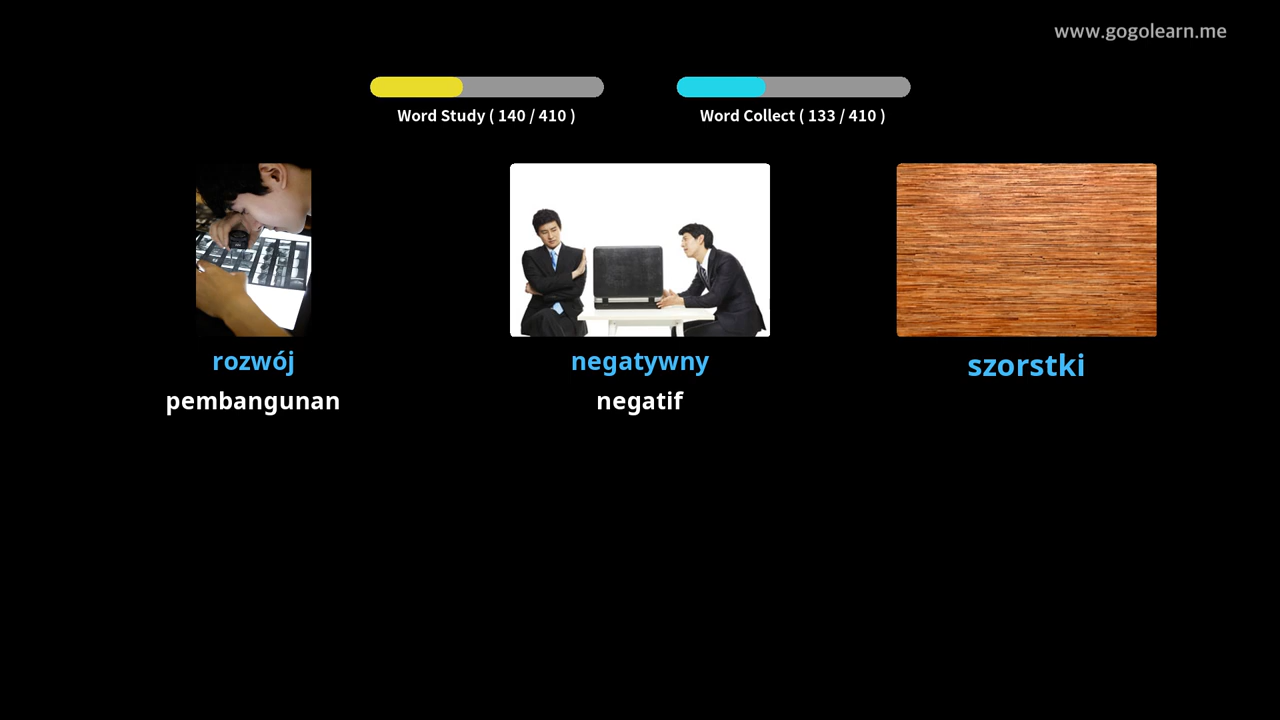 www.gogolearn.me
Word Study ( 140 / 410 )
Word Collect ( 133 / 410 )
rozwój
pembangunan
negatywny
negatif
szorstki